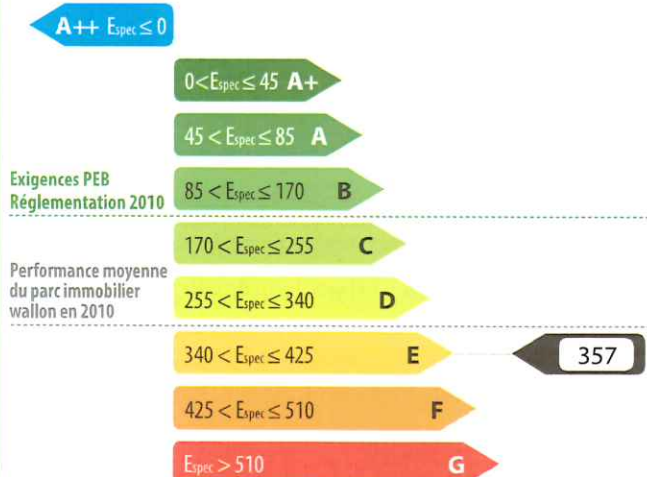 A++ Espec ≤ 0
0 < Espec ≤ 45 A+
45 < Espec ≤ 85 A
Exigences PEB
Réglementation 2010
85 < Espec ≤ 170 B
170 < Espec ≤ 255 C
Performance moyenne
du parc immobilier
wallon en 2010
255 < Espec ≤ 340 D
340 < Espec ≤ 425 E
357
425 < Espec ≤ 510 F
Espec > 510 G